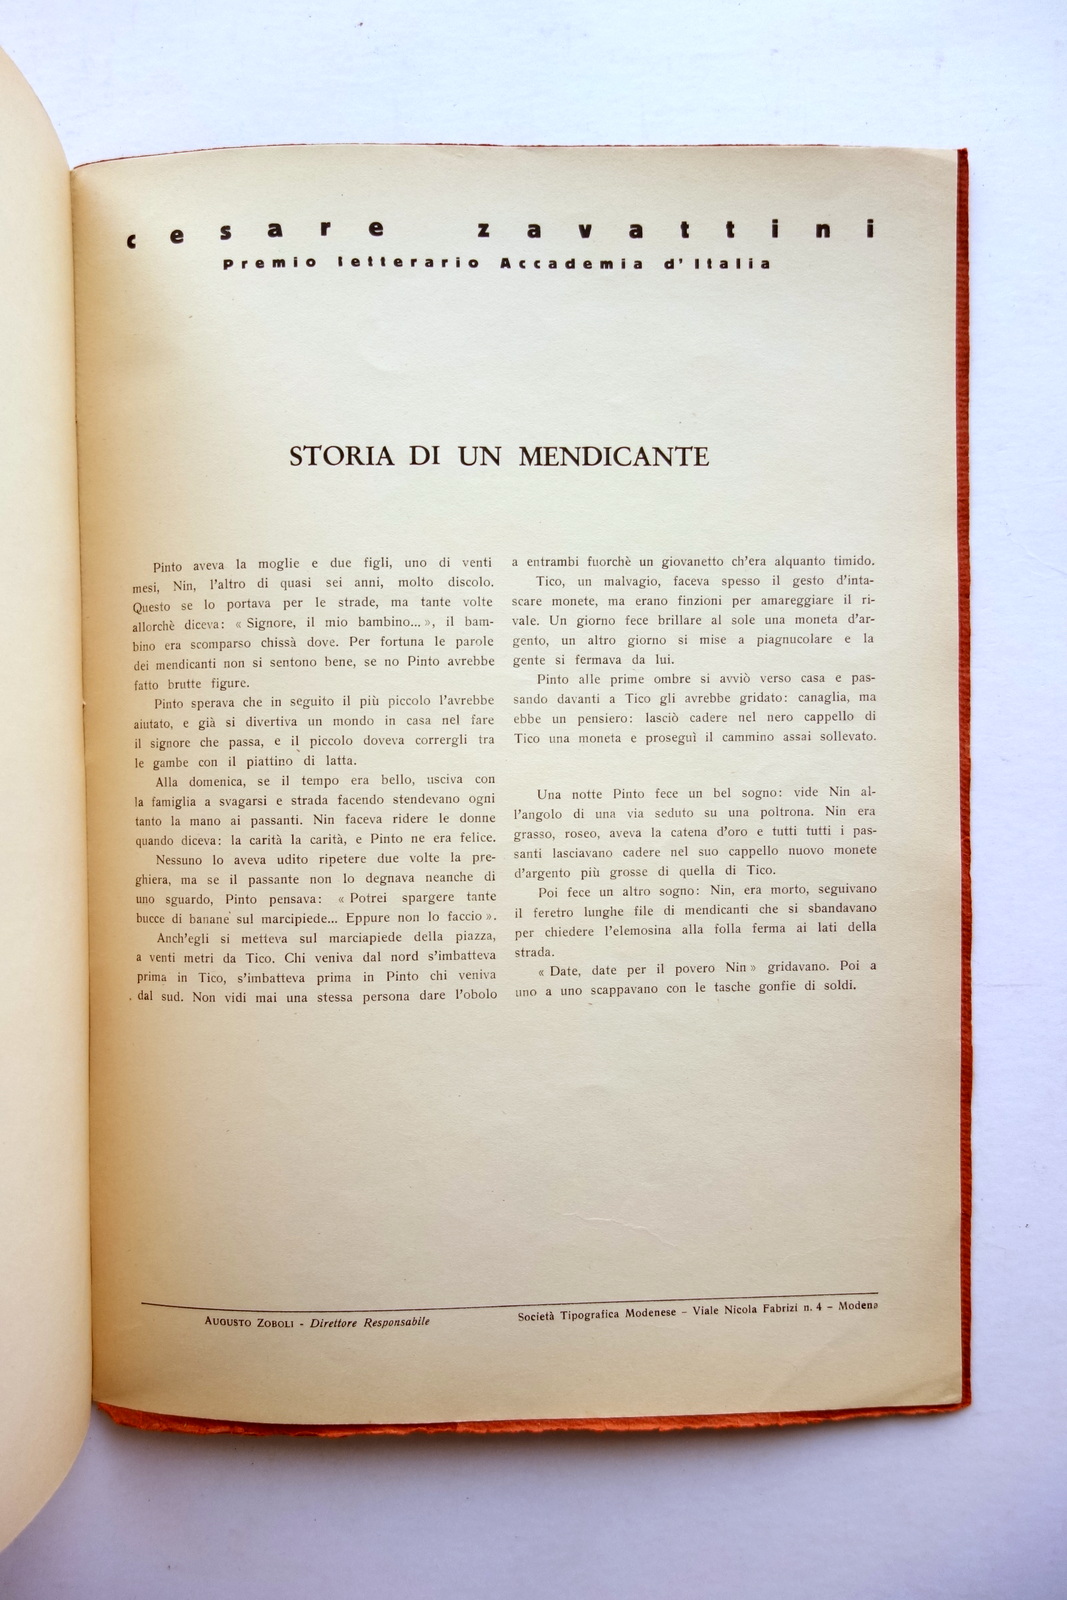 cesare zavattini
Premio letterario Accademia d'Italia
STORIA DI UN MENDICANTE
Pinto aveva la moglie e due figli, uno di venti
mesi, Nin, l'altro di quasi sei anni, molto discolo.
Questo se lo portava per le strade, ma tante volte
allorchè diceva: « Signore, il mio bambino... », il bam-
bino era scomparso chissà dove. Per fortuna le parole
dei mendicanti non si sentono bene, se no Pinto avrebbe
fatto brutte figure.
Pinto sperava che in seguito il più piccolo l'avrebbe
aiutato, e già si divertiva un mondo in casa nel fare
il signore che passa, e il piccolo doveva corrergli tra
le gambe con il piattino di latta.
Alla domenica, se il tempo era bello, usciva con
la famiglia a svagarsi e strada facendo stendevano ogni
tanto la mano ai passanti. Nin faceva ridere le donne
quando diceva: la carità la carità, e Pinto ne era felice.
Nessuno lo aveva udito ripetere due volte la pre-
ghiera, ma se il passante non lo degnava neanche di
uno sguardo, Pinto pensava: « Potrei spargere tante
bucce di banane sul marcipiede... Eppure non lo faccio ».
Anch'egli si metteva sul marciapiede della piazza,
a venti metri da Tico. Chi veniva dal nord s'imbatteva
prima in Tico, s'imbatteva prima in Pinto chi veniva
dal sud. Non vidi mai una stessa persona dare l'obolo
a entrambi fuorchè un giovanetto ch'era alquanto timido.
Tico, un malvagio, faceva spesso il gesto d'inta-
scare monete, ma erano finzioni per amareggiare il ri-
vale. Un giorno fece brillare al sole una moneta d'ar-
gento, un altro giorno si mise a piagnucolare e la
gente si fermava da lui.
Pinto alle prime ombre si avviò verso casa e pas-
sando davanti a Tico gli avrebbe gridato: canaglia, ma
ebbe un pensiero: lasciò cadere nel nero cappello di
Tico una moneta e proseguì il cammino assai sollevato.
Una notte Pinto fece un bel sogno: vide Nin al-
l'angolo di una via seduto su una poltrona. Nin era
grasso, roseo, aveva la catena d'oro e tutti tutti i pas-
santi lasciavano cadere nel suo cappello nuovo monete
d'argento più grosse di quella di Tico.
Poi fece un altro sogno: Nin, era morto, seguivano
il feretro lunghe file di mendicanti che si sbandavano
per chiedere l'elemosina alla folla ferma ai lati della
strada.
« Date, date per il povero Nin » gridavano. Poi a
uno a uno scappavano con le tasche gonfie di soldi.
AUGUSTO ZOBOLI - Direttore Responsabile
Società Tipografica Modenese - Viale Nicola Fabrizi n. 4 - Modena